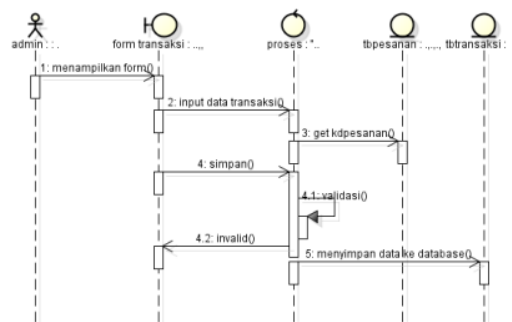 admin : : .
form transaksi : ..,,
proses : "..
tbpesanan : .,.,.,
tbtransaksi : :
1: menampilkan form()
2: input data transaksi()
3: get kdpesanan()
4: simpan()
4.1: validasi()
4.2: invalid()
5: menyimpan data ke database()